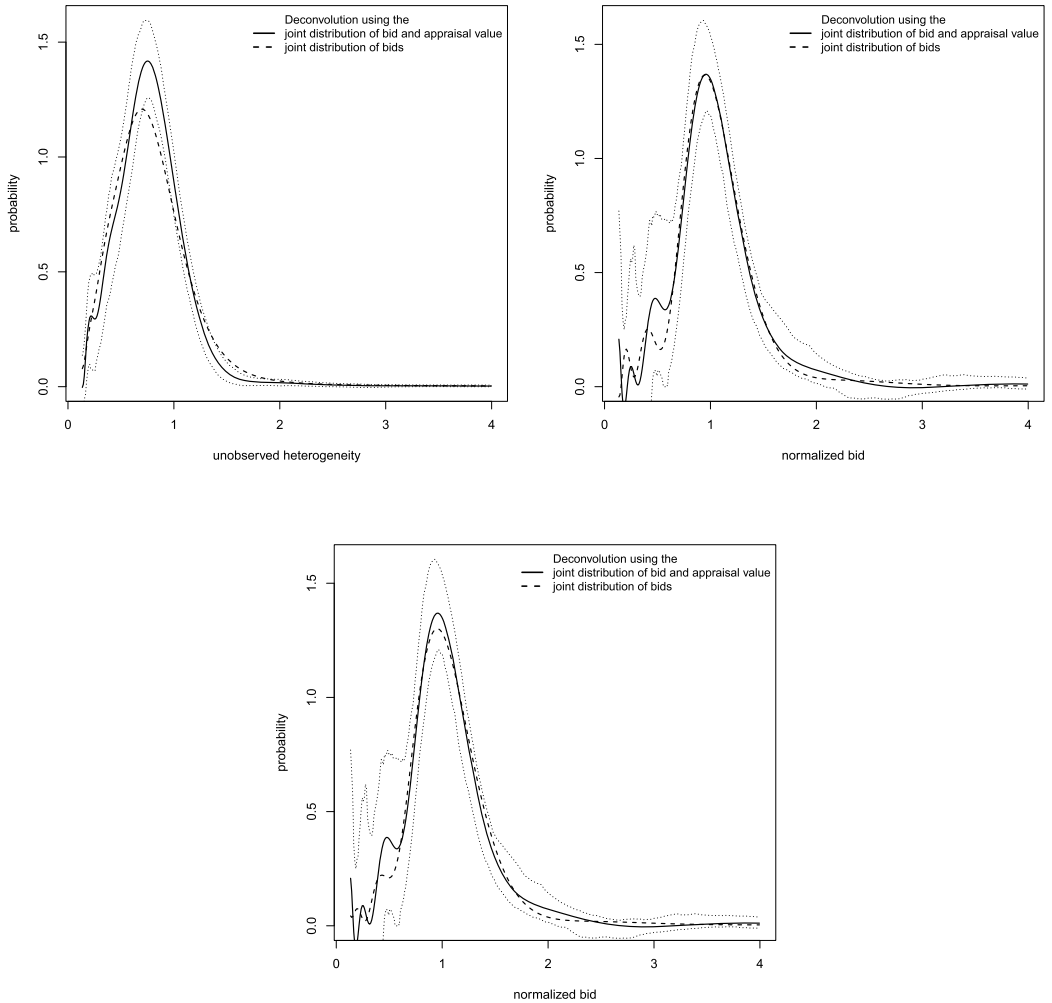 Deconvolution using the
joint distribution of bid and appraisal value
joint distribution of bids
probability
0.0
0.5
1.0
1.5
0 1 2 3 4
unobserved heterogeneity
Deconvolution using the
joint distribution of bid and appraisal value
joint distribution of bids
probability
0.0
0.5
1.0
1.5
0 1 2 3 4
normalized bid
Deconvolution using the
joint distribution of bid and appraisal value
joint distribution of bids
probability
0.0
0.5
1.0
1.5
0 1 2 3 4
normalized bid